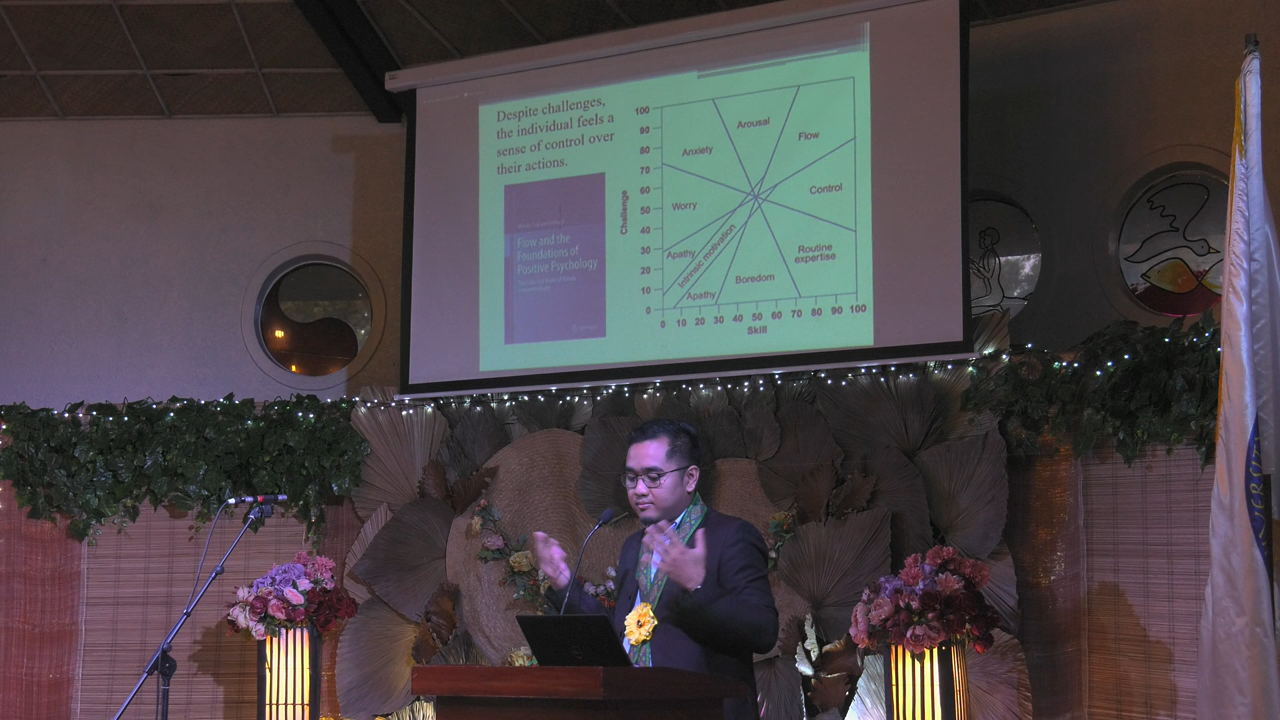 Despite challenges,
the individual feels a
sense of control over
their actions.
Flow and the
Foundations of
Positive Psychology
100
90
80
70
60
50
40
30
20
10
0
Challenge
Arousal
Anxiety
Flow
Worry
Control
Apathy
Intrinsic motivation
Routine
expertise
Boredom
Apathy
0 10 20 30 40 50 60 70 80 90 100
Skill